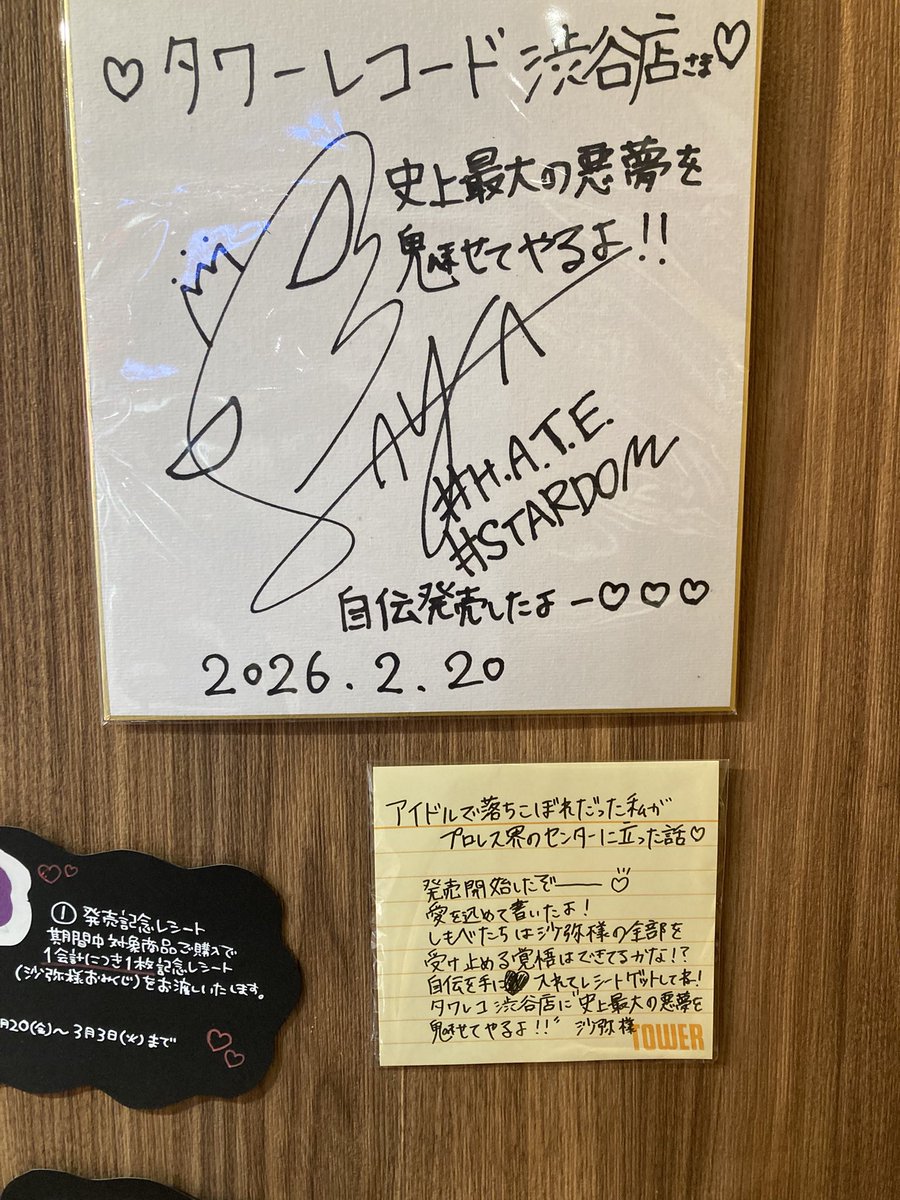 ♡タワーレコード渋谷店さま♡
史上最大の悪夢を
魅せてやるよ!!
SAYA
#H.A.T.E.
#STARDOM
自伝発売したよー♡♡♡
2026.2.20
アイドルで落ちこぼれだった私が
プロレス界のセンターに立った話♡
発売開始したぞ――♡
愛を込めて書いたよ!
しもべたちは沙弥様の全部を
受け止める覚悟はできてるかな!?
自伝を手に入れてレシートゲットしてね!
タワレコ渋谷店に"史上最大の悪夢を
魅せてやるよ!!" 沙弥様
TOWER
① 発売記念レシート
期間中対象商品ご購入で
1会計につき1枚記念レシート
(沙弥様おみくじ)をお渡しいたします。
月20(金)～3月3日(火)まで